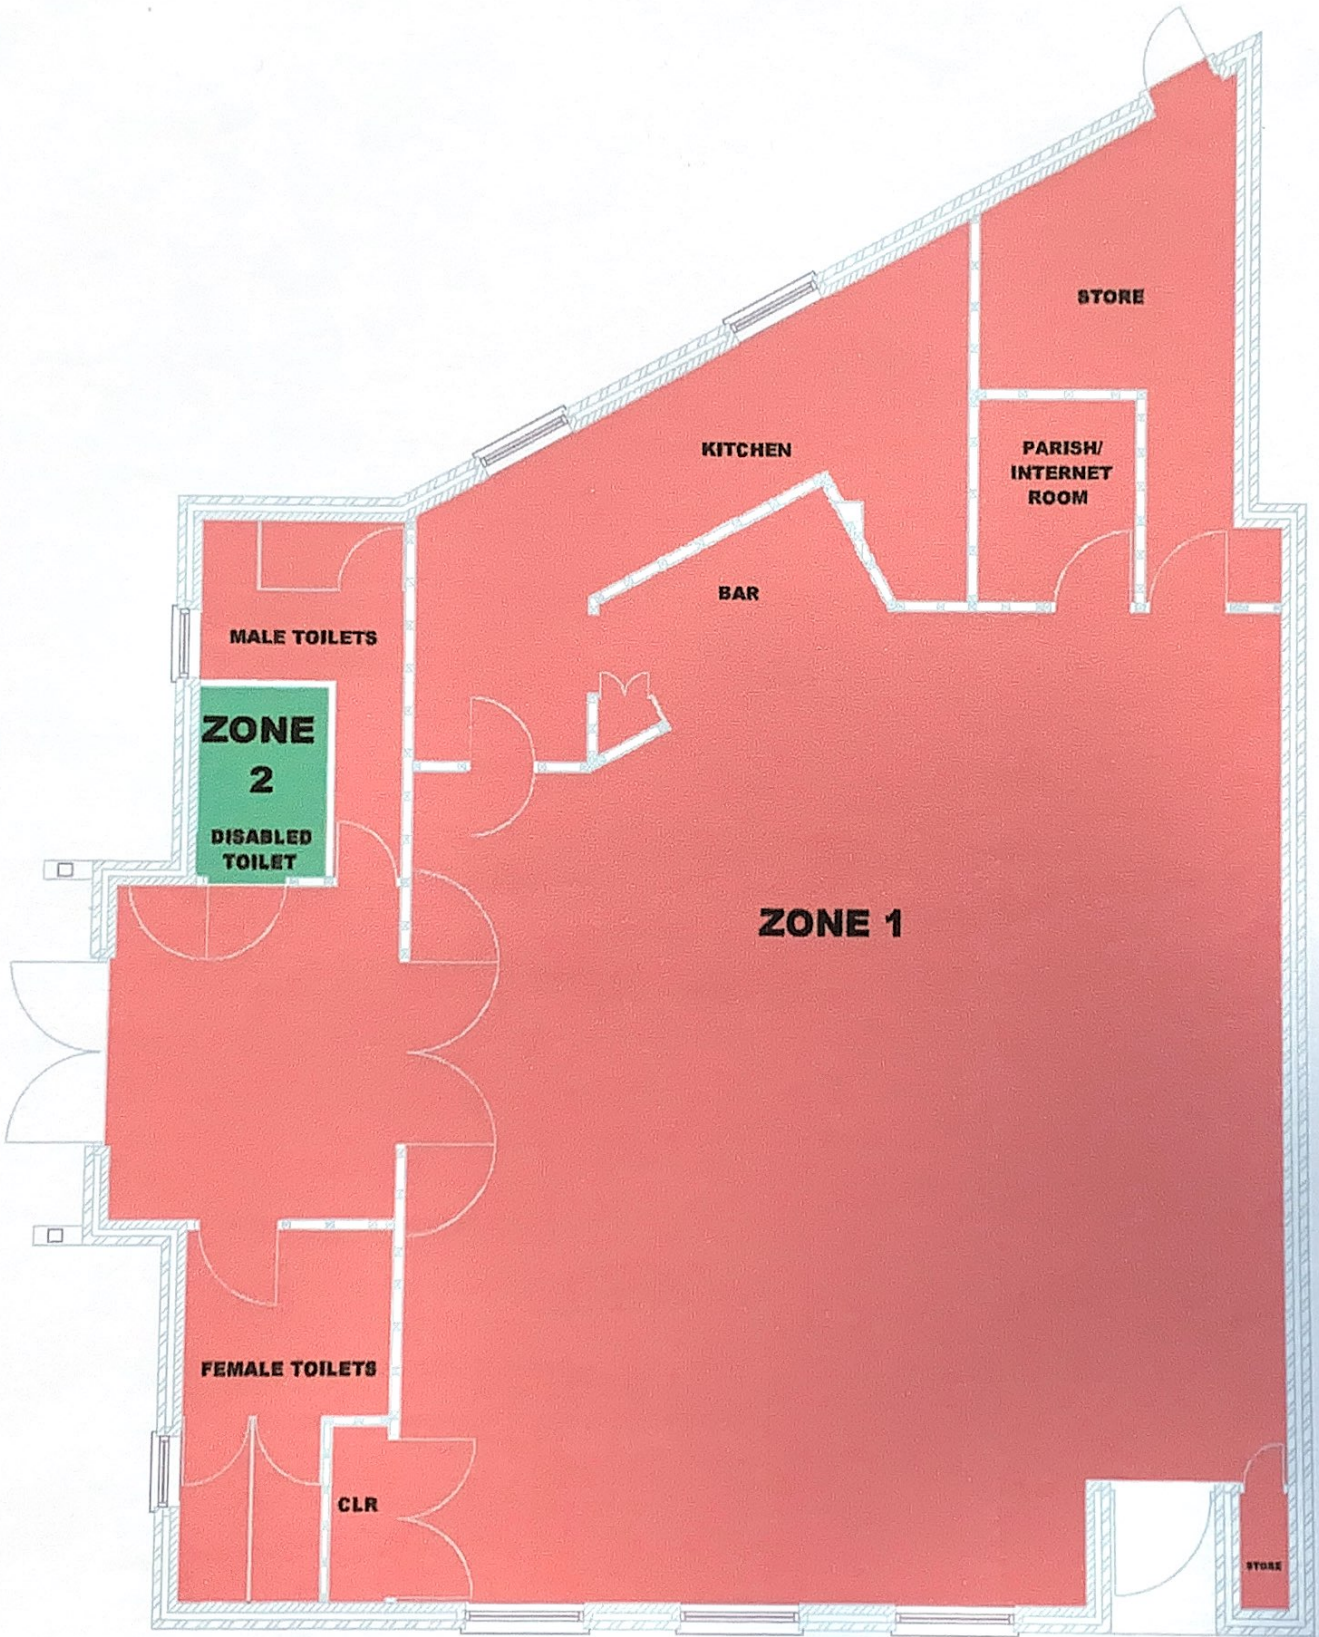 STORE
KITCHEN
PARISH/
INTERNET
ROOM
BAR
MALE TOILETS
ZONE
2
DISABLED
TOILET
ZONE 1
FEMALE TOILETS
CLR
STORE